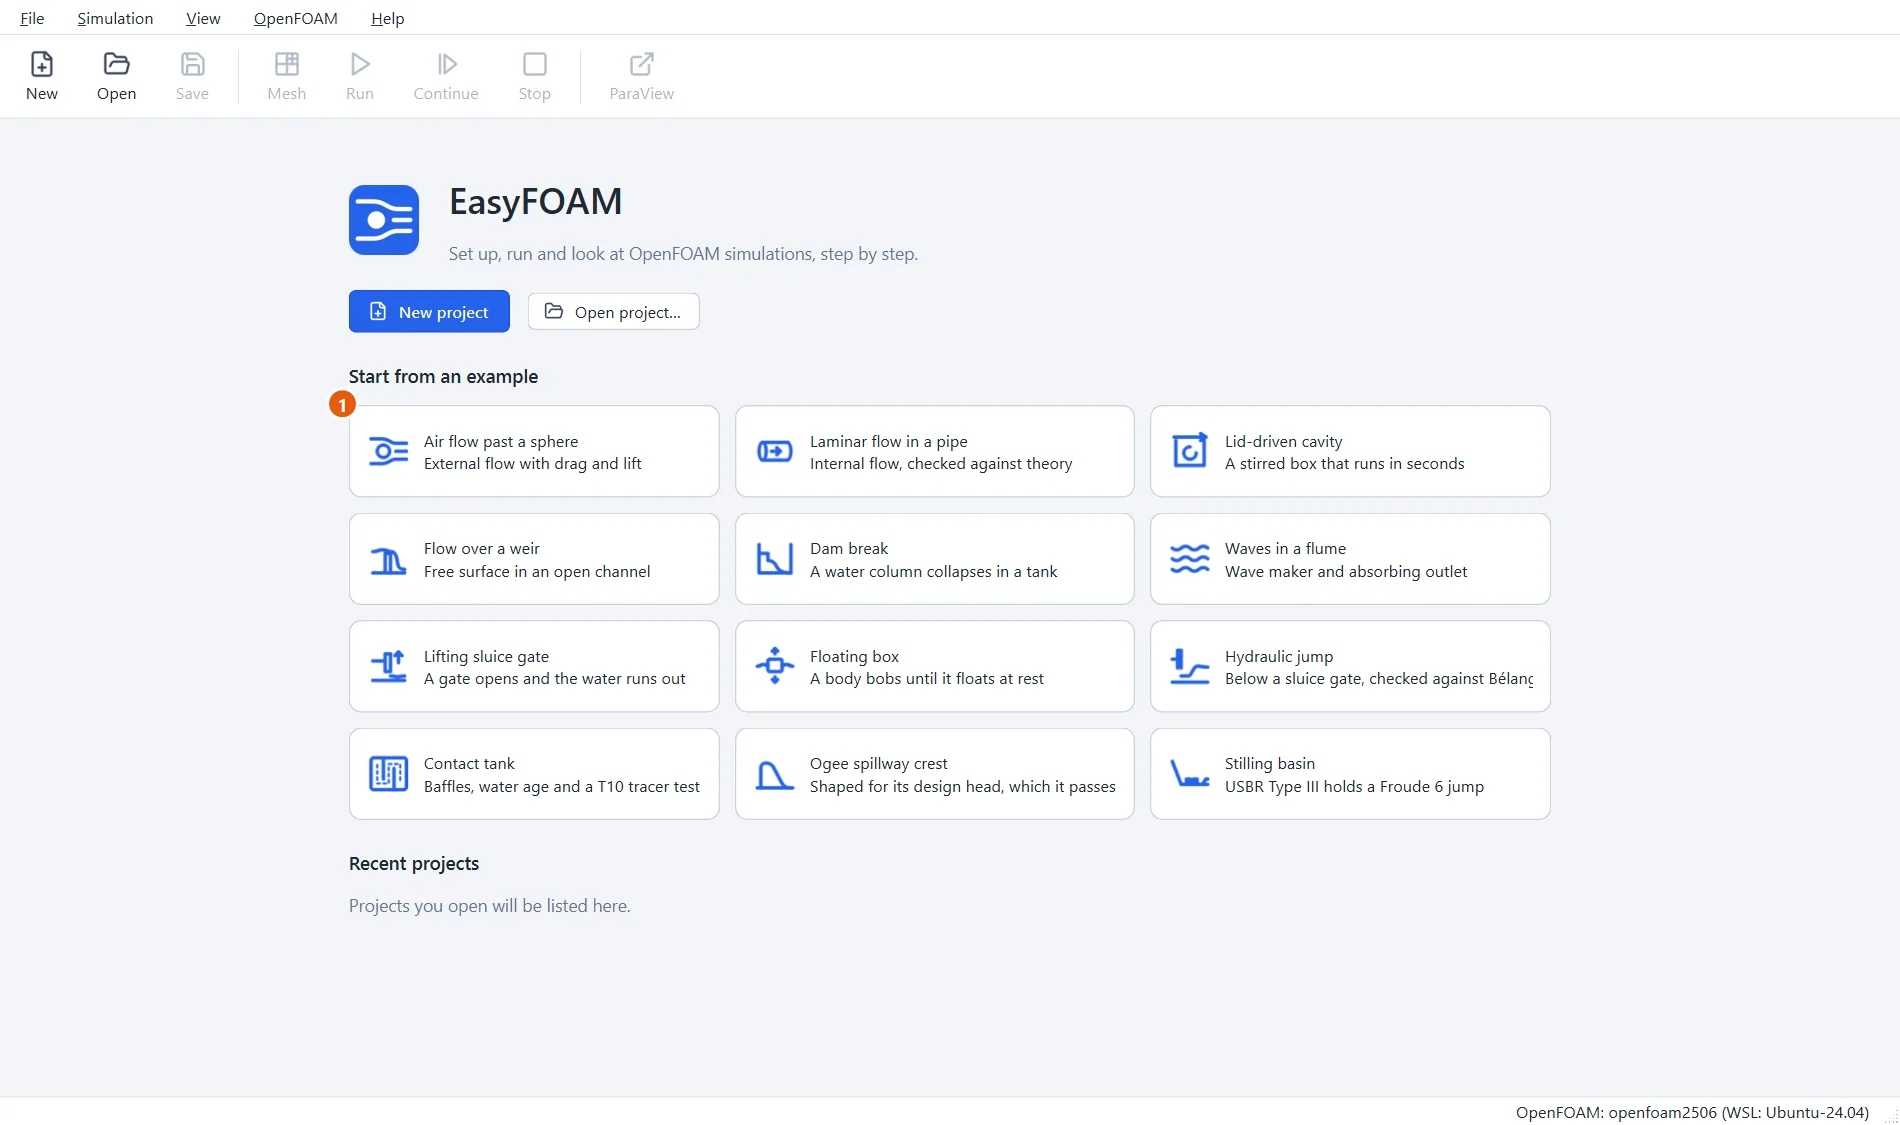 File Simulation View OpenFOAM Help
New Open Save Mesh Run Continue Stop ParaView
EasyFOAM
Set up, run and look at OpenFOAM simulations, step by step.
New project Open project...
Start from an example
1
Air flow past a sphere
External flow with drag and lift
Laminar flow in a pipe
Internal flow, checked against theory
Lid-driven cavity
A stirred box that runs in seconds
Flow over a weir
Free surface in an open channel
Dam break
A water column collapses in a tank
Waves in a flume
Wave maker and absorbing outlet
Lifting sluice gate
A gate opens and the water runs out
Floating box
A body bobs until it floats at rest
Hydraulic jump
Below a sluice gate, checked against Bélang
Contact tank
Baffles, water age and a T10 tracer test
Ogee spillway crest
Shaped for its design head, which it passes
Stilling basin
USBR Type III holds a Froude 6 jump
Recent projects
Projects you open will be listed here.
OpenFOAM: openfoam2506 (WSL: Ubuntu-24.04)